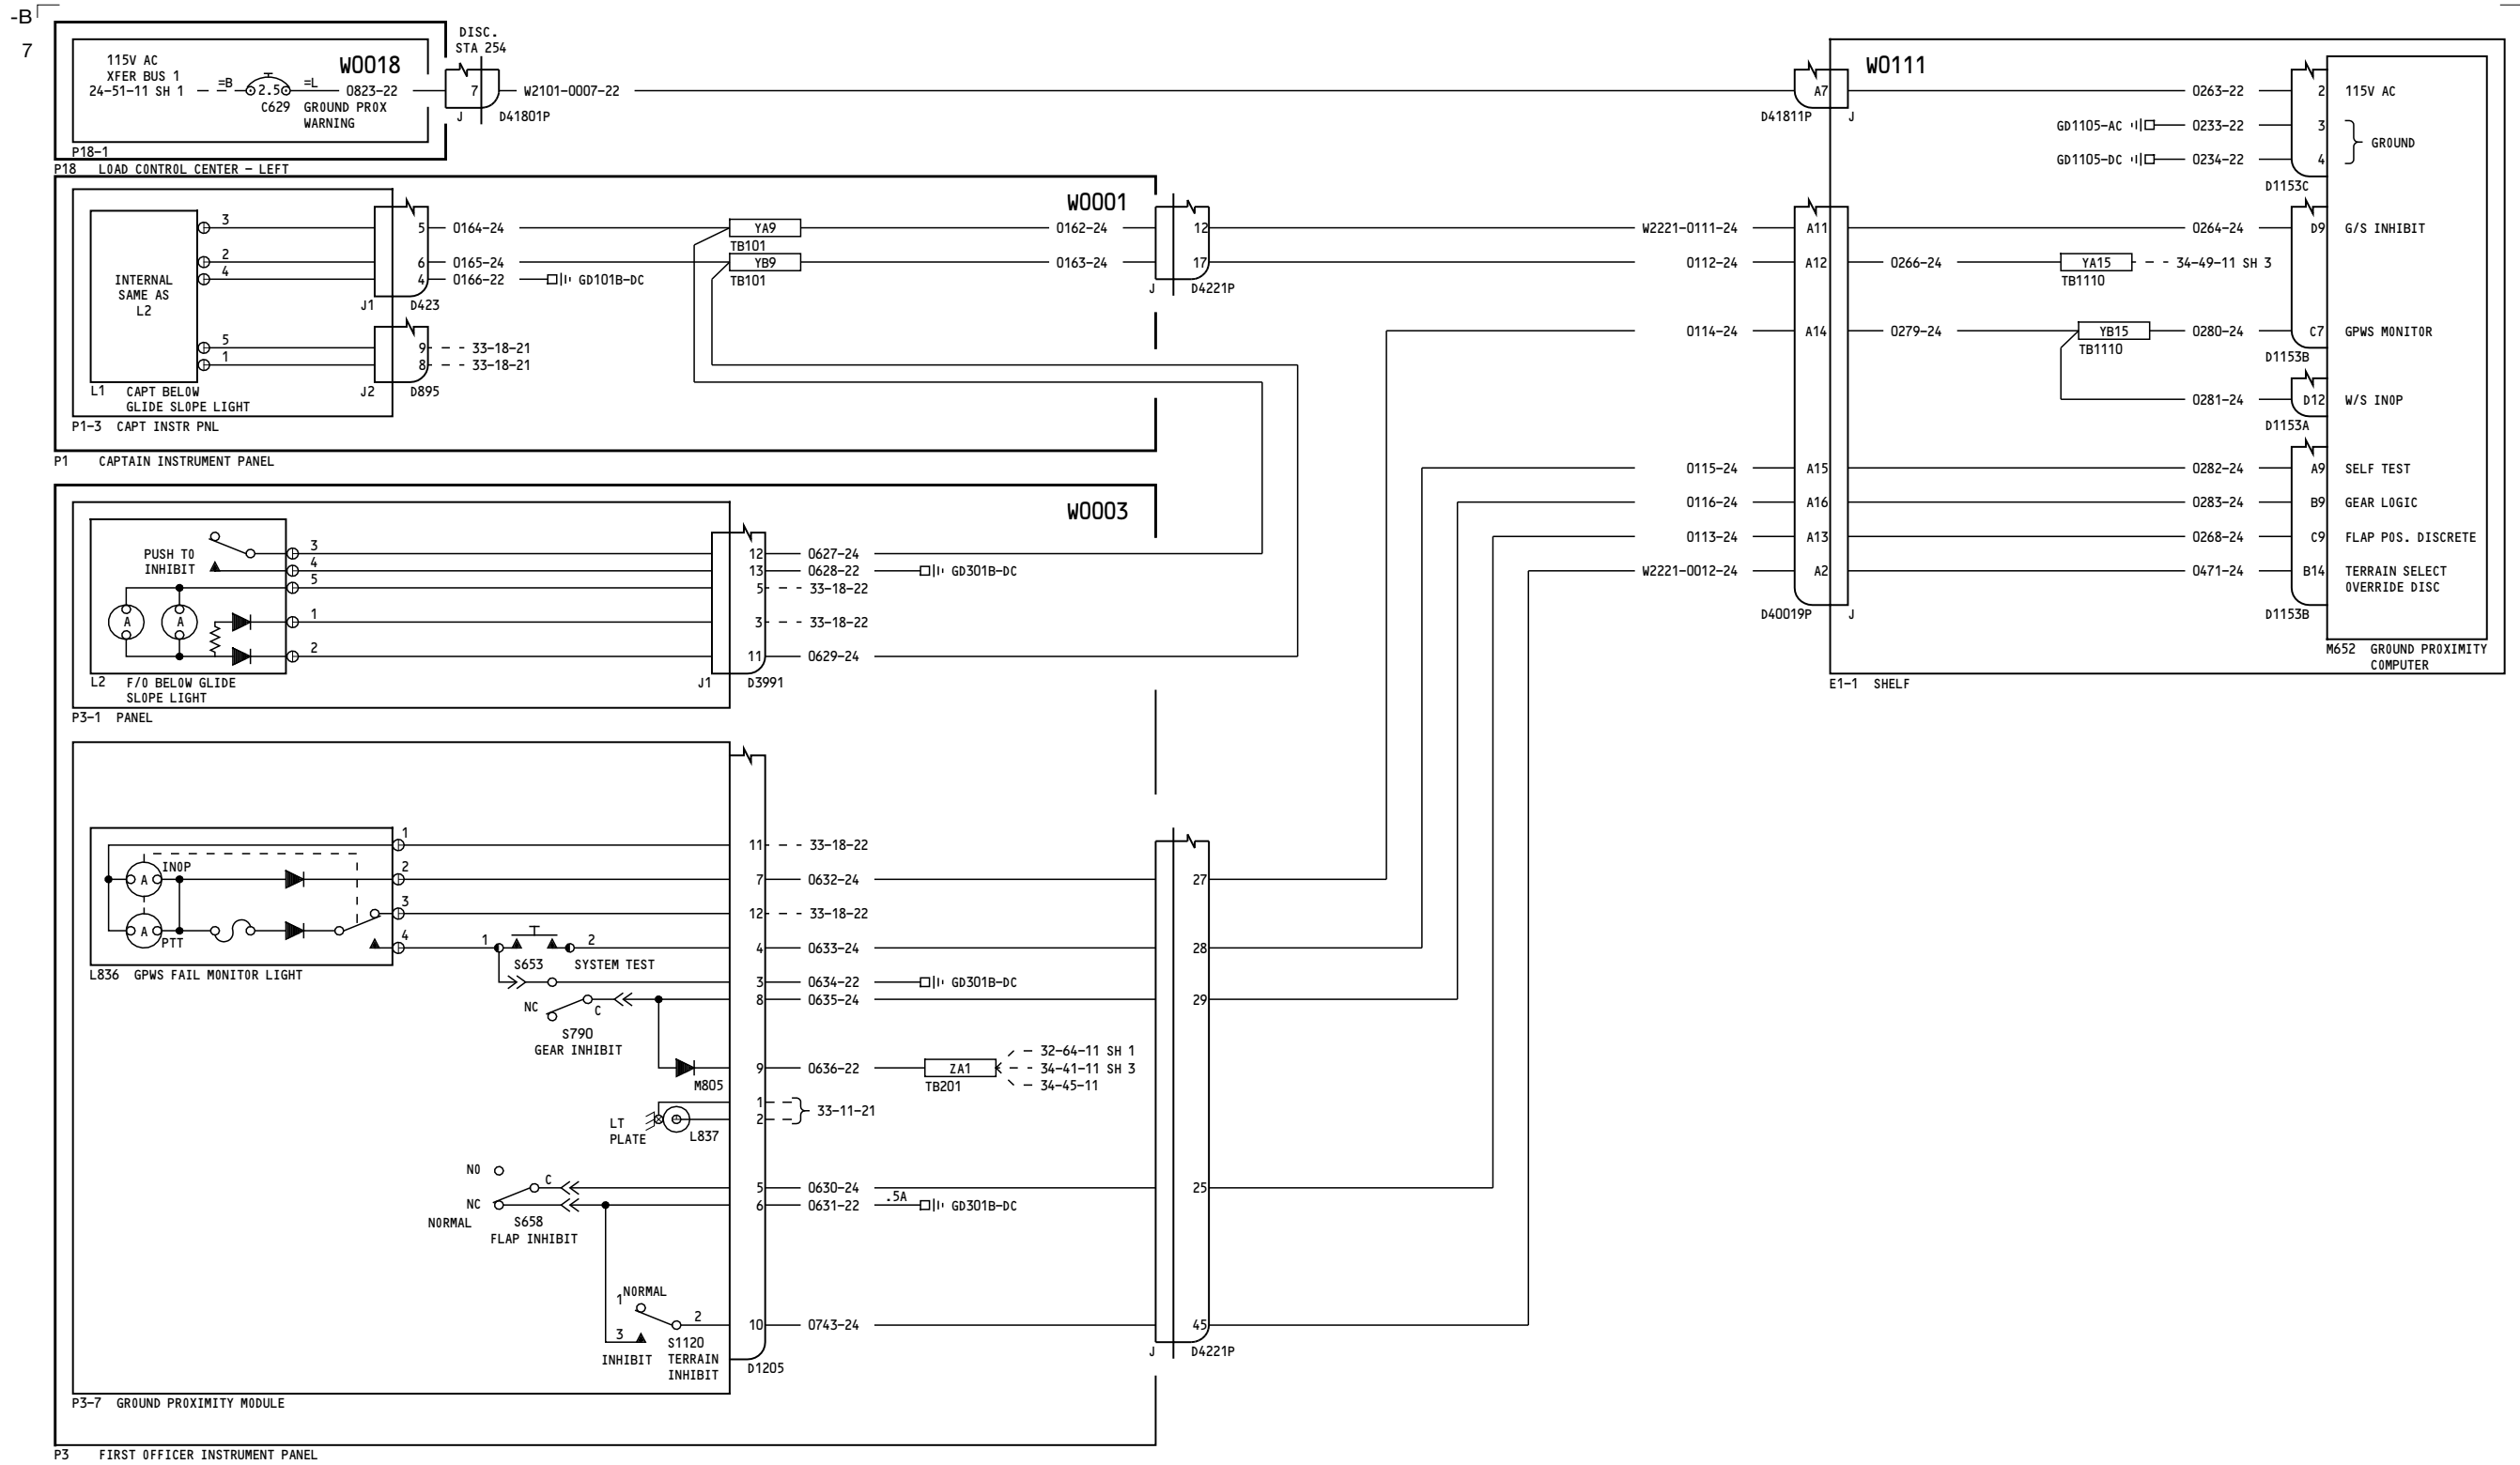 -B
7
115V AC
XFER BUS 1
24-51-11 SH 1
=B
2.5
=L
W0018
0823-22
C629
GROUND PROX
WARNING
P18-1
P18 LOAD CONTROL CENTER - LEFT
DISC.
STA 254
7
J
D41801P
W2101-0007-22
A7
D41811P
J
W0111
0263-22
2
115V AC
GD1105-AC
0233-22
3
GROUND
GD1105-DC
0234-22
4
D1153C
W0001
INTERNAL
SAME AS
L2
3
2
4
5
1
5
6
4
J1
D423
0164-24
0165-24
0166-22
GD101B-DC
YA9
TB101
YB9
TB101
0162-24
0163-24
12
17
J
D4221P
9
8
33-18-21
33-18-21
J2
D895
L1 CAPT BELOW
GLIDE SLOPE LIGHT
P1-3 CAPT INSTR PNL
P1 CAPTAIN INSTRUMENT PANEL
W2221-0111-24
A11
0264-24
D9
G/S INHIBIT
0112-24
A12
0266-24
YA15
TB1110
34-49-11 SH 3
0114-24
A14
0279-24
YB15
TB1110
0280-24
C7
GPWS MONITOR
D1153B
0281-24
D12
W/S INOP
D1153A
0115-24
A15
0282-24
A9
SELF TEST
0116-24
A16
0283-24
B9
GEAR LOGIC
0113-24
A13
0268-24
C9
FLAP POS. DISCRETE
W2221-0012-24
A2
0471-24
B14
TERRAIN SELECT
OVERRIDE DISC
D40019P
J
D1153B
M652 GROUND PROXIMITY
COMPUTER
E1-1 SHELF
W0003
PUSH TO
INHIBIT
A
A
3
4
5
1
2
12
13
5
3
11
0627-24
0628-22
GD301B-DC
33-18-22
33-18-22
0629-24
J1
D3991
L2 F/O BELOW GLIDE
SLOPE LIGHT
P3-1 PANEL
1
11
33-18-22
A
INOP
2
7
0632-24
27
3
12
33-18-22
A
PTT
4
1
2
4
0633-24
28
L836 GPWS FAIL MONITOR LIGHT
S653
SYSTEM TEST
3
0634-22
GD301B-DC
NC
C
8
0635-24
29
S790
GEAR INHIBIT
M805
9
0636-22
ZA1
TB201
32-64-11 SH 1
34-41-11 SH 3
34-45-11
LT
PLATE
L837
1
2
33-11-21
NO
C
5
0630-24
25
NC
6
0631-22
.5A
GD301B-DC
NORMAL
S658
FLAP INHIBIT
1
NORMAL
2
10
0743-24
45
3
INHIBIT
S1120
TERRAIN
INHIBIT
D1205
J
D4221P
P3-7 GROUND PROXIMITY MODULE
P3 FIRST OFFICER INSTRUMENT PANEL